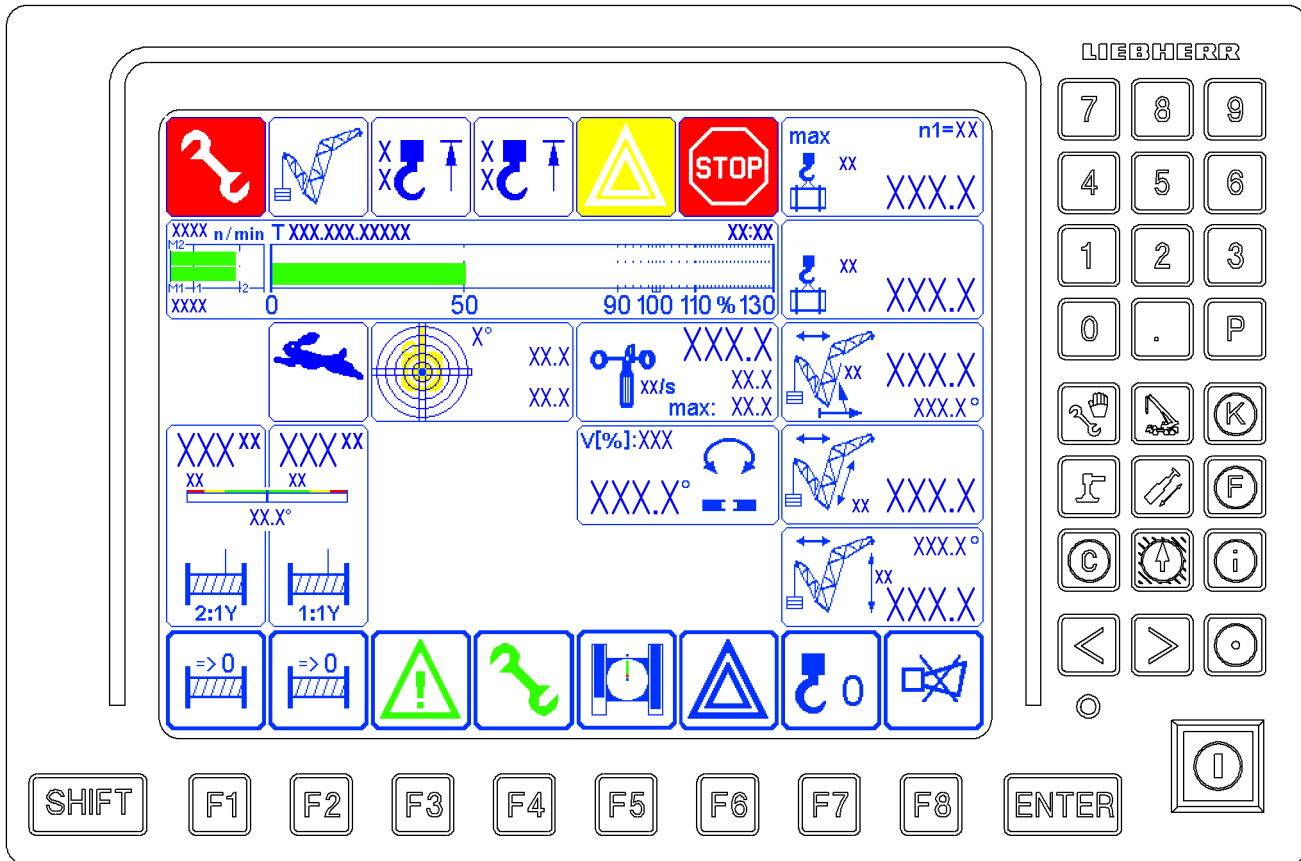 LIEBHERR
7 8 9
4 5 6
1 2 3
0 . P
K
F
C i
< >
X
X
X
X
STOP
max n1=XX
XX
XXX.X
XXXX n/min T XXX.XXX.XXXXX XX:XX
M2
M1 1 2
XXXX 0 50 90 100 110 % 130
XX
XXX.X
X°
XX.X
XX.X
XXX.X
XX/s XX.X
max: XX.X
XX XXX.X
XXX.X°
XXX XX XXX XX
XX XX
XX.X°
V[%]:XXX
XXX.X°
XX XXX.X
XXX.X°
XX
XXX.X
2:1Y 1:1Y
=> 0 => 0 ! 0
SHIFT F1 F2 F3 F4 F5 F6 F7 F8 ENTER